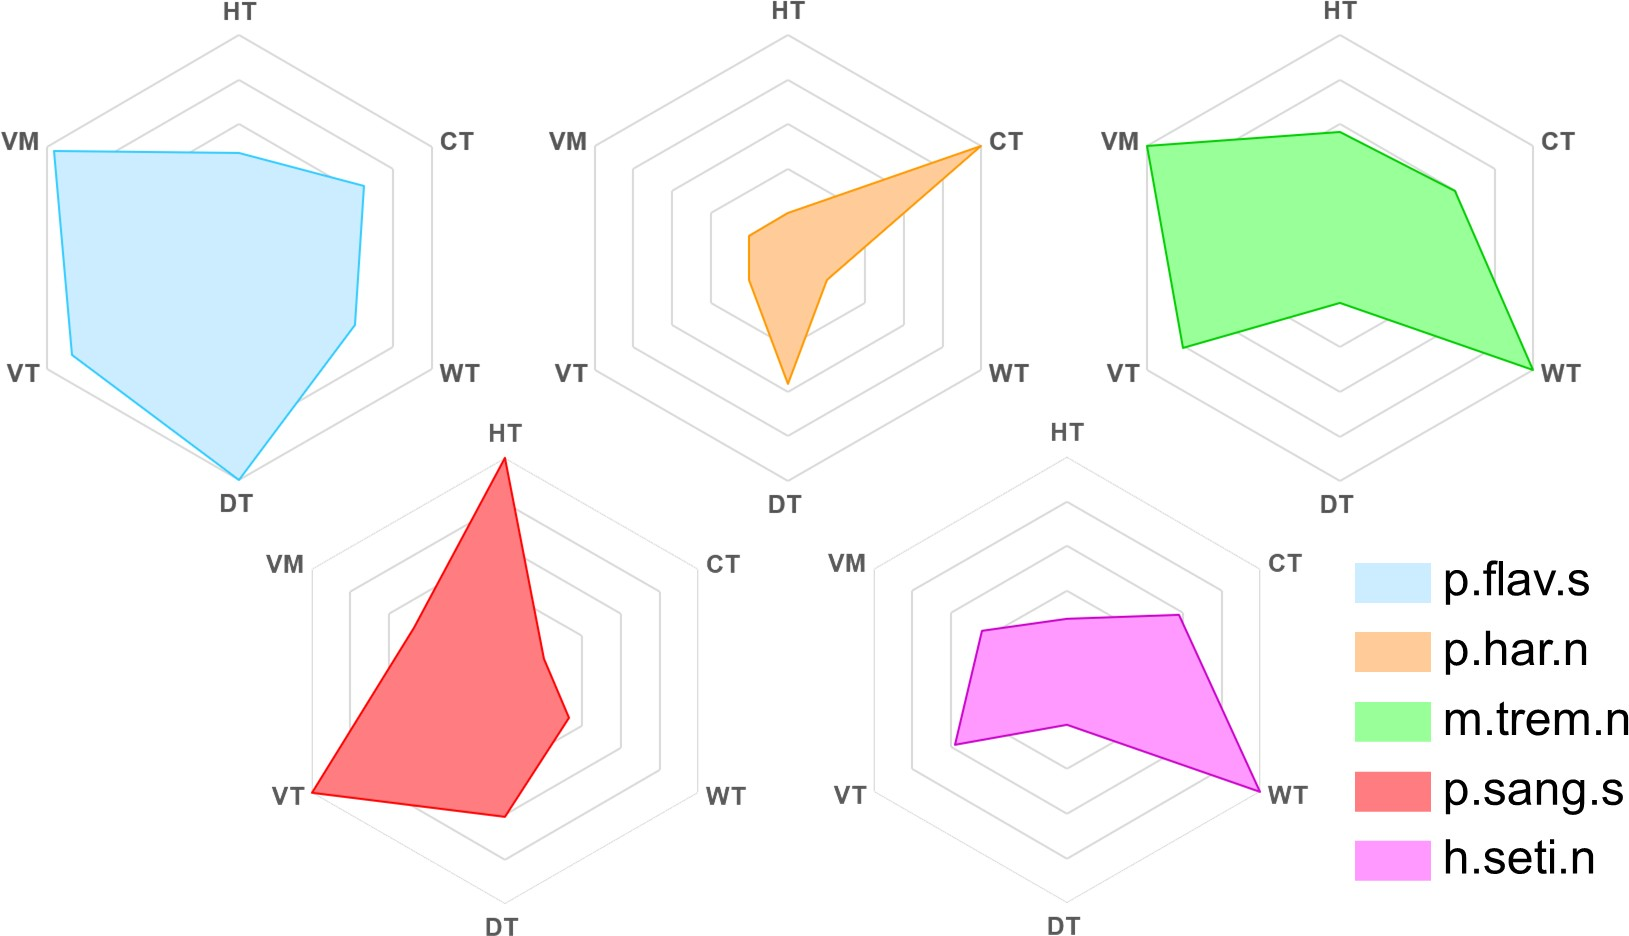 HT
VM
CT
VT
WT
DT
HT
VM
CT
VT
WT
DT
HT
VM
CT
VT
WT
DT
HT
VM
CT
VT
WT
DT
HT
VM
CT
VT
WT
DT
p.flav.s
p.har.n
m.trem.n
p.sang.s
h.seti.n